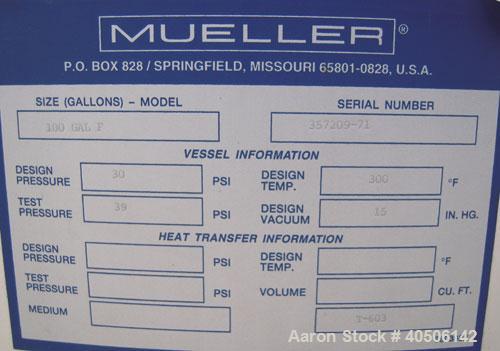 MUELLER®
P.O. BOX 828 / SPRINGFIELD, MISSOURI 65801-0828, U.S.A.
SIZE (GALLONS) – MODEL SERIAL NUMBER
100 GAL F 357209-71
VESSEL INFORMATION
DESIGN PRESSURE 30 PSI DESIGN TEMP. 300 °F
TEST PRESSURE 39 PSI DESIGN VACUUM 15 IN. HG.
HEAT TRANSFER INFORMATION
DESIGN PRESSURE PSI DESIGN TEMP. °F
TEST PRESSURE PSI VOLUME CU. FT.
MEDIUM T-603
Aaron Stock # 40506142